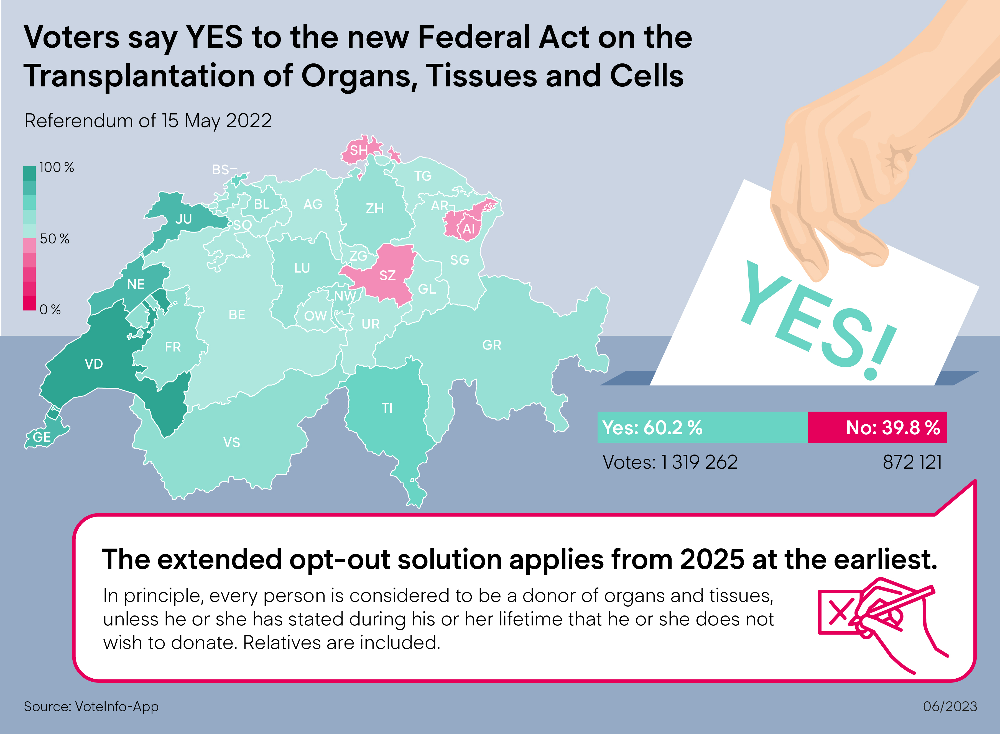 Voters say YES to the new Federal Act on the
Transplantation of Organs, Tissues and Cells
Referendum of 15 May 2022
100 %
50 %
0 %
SH
BS
TG
BL
AG
ZH
AR
JU
SO
AI
ZG
SG
LU
SZ
NE
GL
NW
BE
OW
UR
FR
GR
VD
TI
GE
VS
YES!
Yes: 60.2 %
No: 39.8 %
Votes: 1 319 262
872 121
The extended opt-out solution applies from 2025 at the earliest.
In principle, every person is considered to be a donor of organs and tissues,
unless he or she has stated during his or her lifetime that he or she does not
wish to donate. Relatives are included.
Source: VoteInfo-App
06/2023